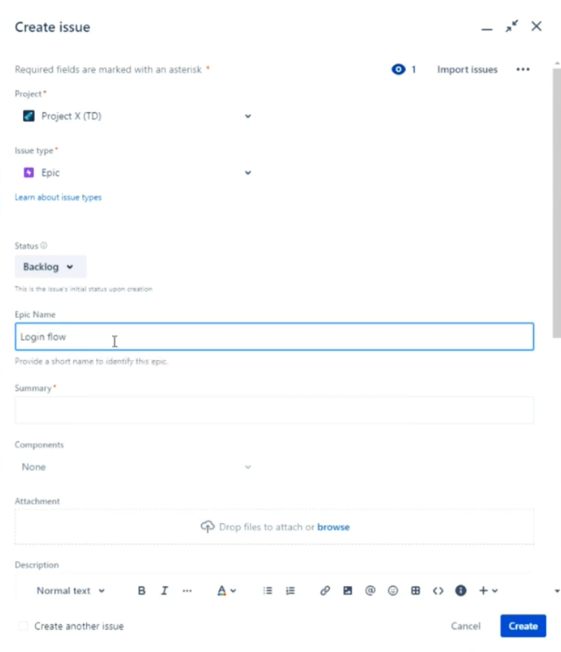 Create issue
Required fields are marked with an asterisk *
1 Import issues
Project *
Project X (TD)
Issue type *
Epic
Learn about issue types
Status
Backlog
This is the issue's initial status upon creation
Epic Name
Login flow
Provide a short name to identify this epic.
Summary *
Components
None
Attachment
Drop files to attach or browse
Description
Normal text B I ... A
Create another issue Cancel Create